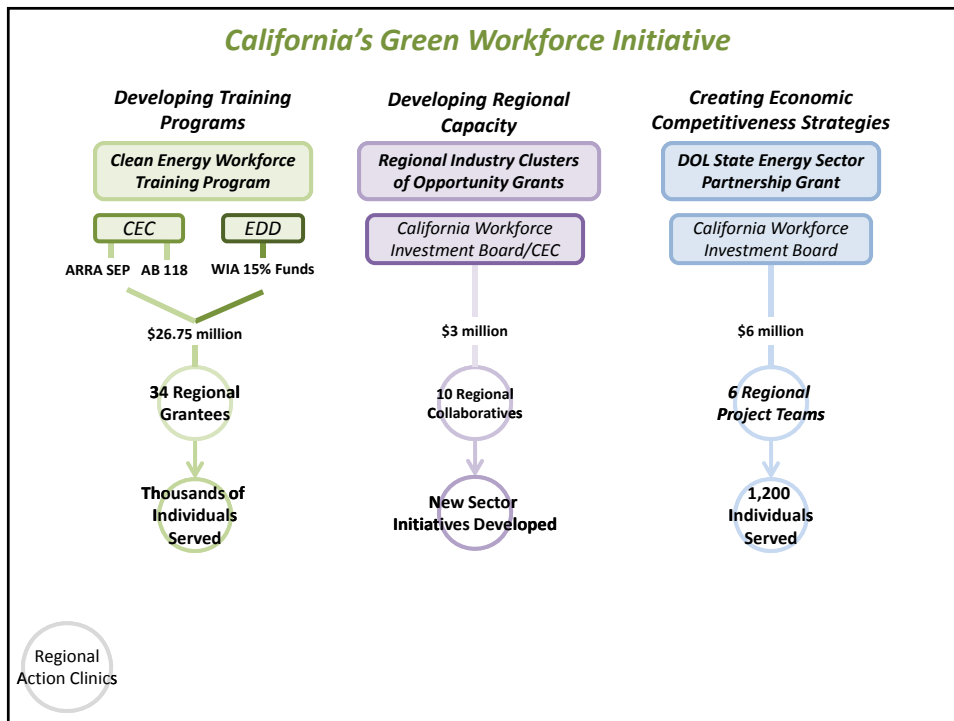 California's Green Workforce Initiative
Developing Training
Programs
Clean Energy Workforce
Training Program
CEC
EDD
ARRA SEP
AB 118
WIA 15% Funds
$26.75 million
34 Regional
Grantees
Thousands of
Individuals
Served
Developing Regional
Capacity
Regional Industry Clusters
of Opportunity Grants
California Workforce
Investment Board/CEC
$3 million
10 Regional
Collaboratives
New Sector
Initiatives Developed
Creating Economic
Competitiveness Strategies
DOL State Energy Sector
Partnership Grant
California Workforce
Investment Board
$6 million
6 Regional
Project Teams
1,200
Individuals
Served
Regional
Action Clinics